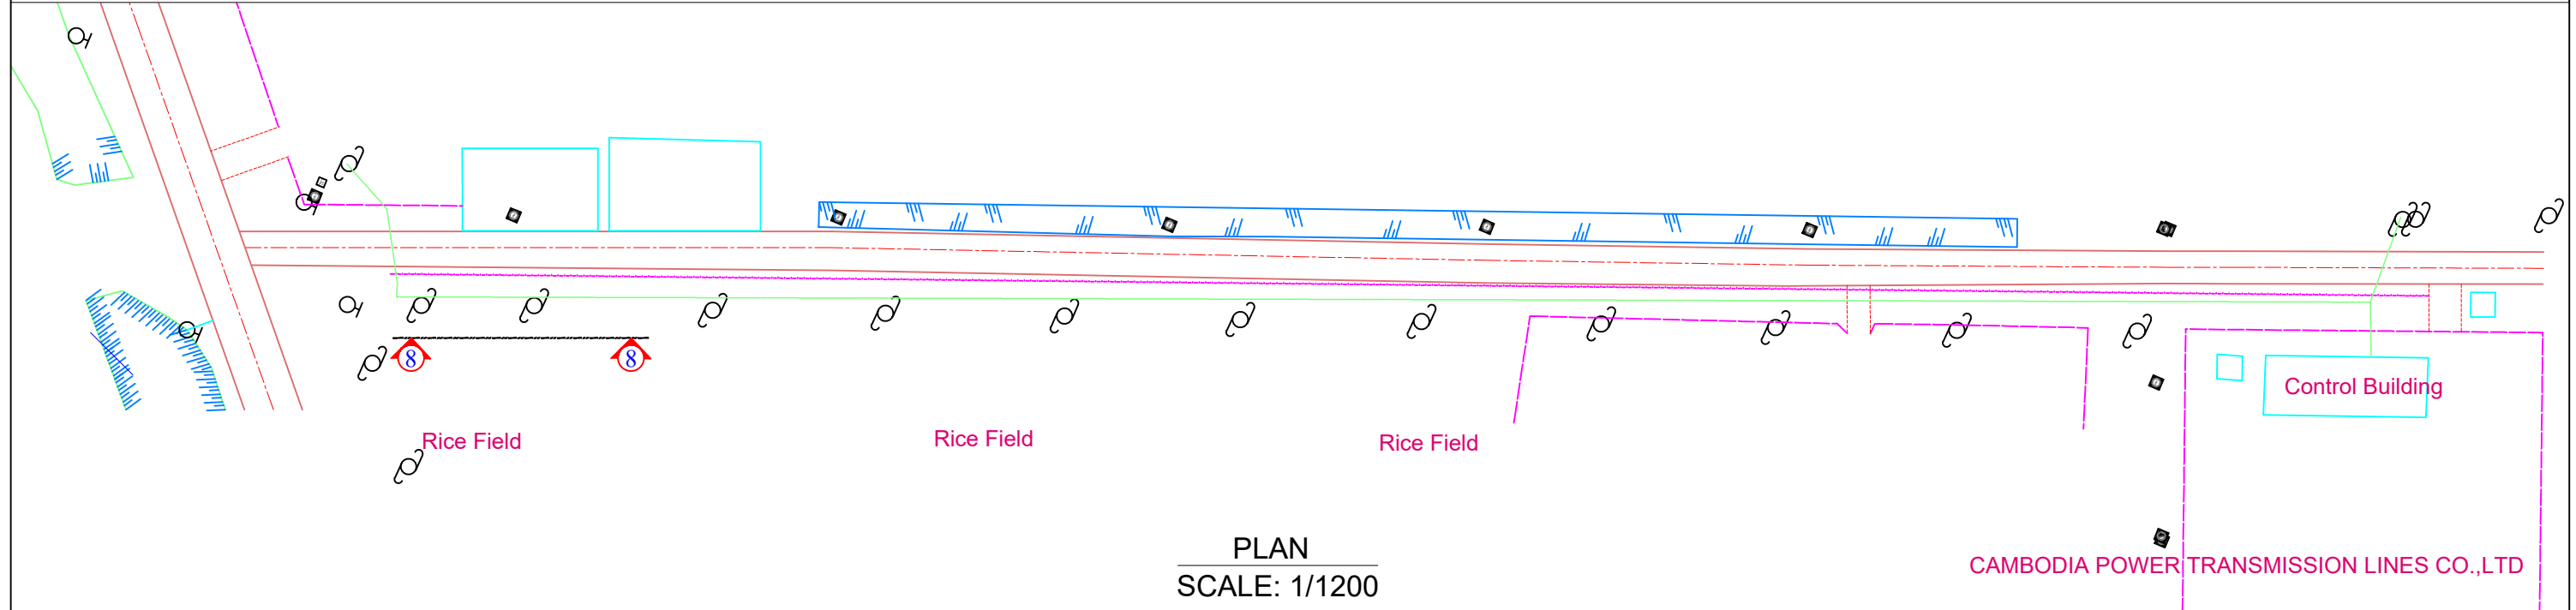 8
8
Control Building
Rice Field
Rice Field
Rice Field
PLAN
SCALE: 1/1200
CAMBODIA POWER TRANSMISSION LINES CO.,LTD